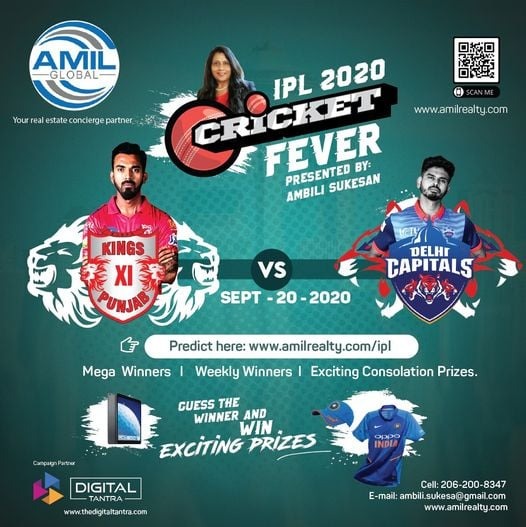 AMIL
GLOBAL
Your real estate concierge partner
IPL 2020
CRICKET
FEVER
PRESENTED BY:
AMBILI SUKESAN
SCAN ME
www.amilrealty.com
KINGS
XI
PUNJAB
VS
SEPT - 20 - 2020
DELHI
CAPITALS
Predict here: www.amilrealty.com/ipl
Mega Winners | Weekly Winners | Exciting Consolation Prizes.
GUESS THE
WINNER AND
WIN
EXCITING PRIZES
oppo
INDIA
Campaign Partner
DIGITAL
TANTRA
www.thedigitaltantra.com
Cell: 206-200-8347
E-mail: ambili.sukesa@gmail.com
www.amilrealty.com